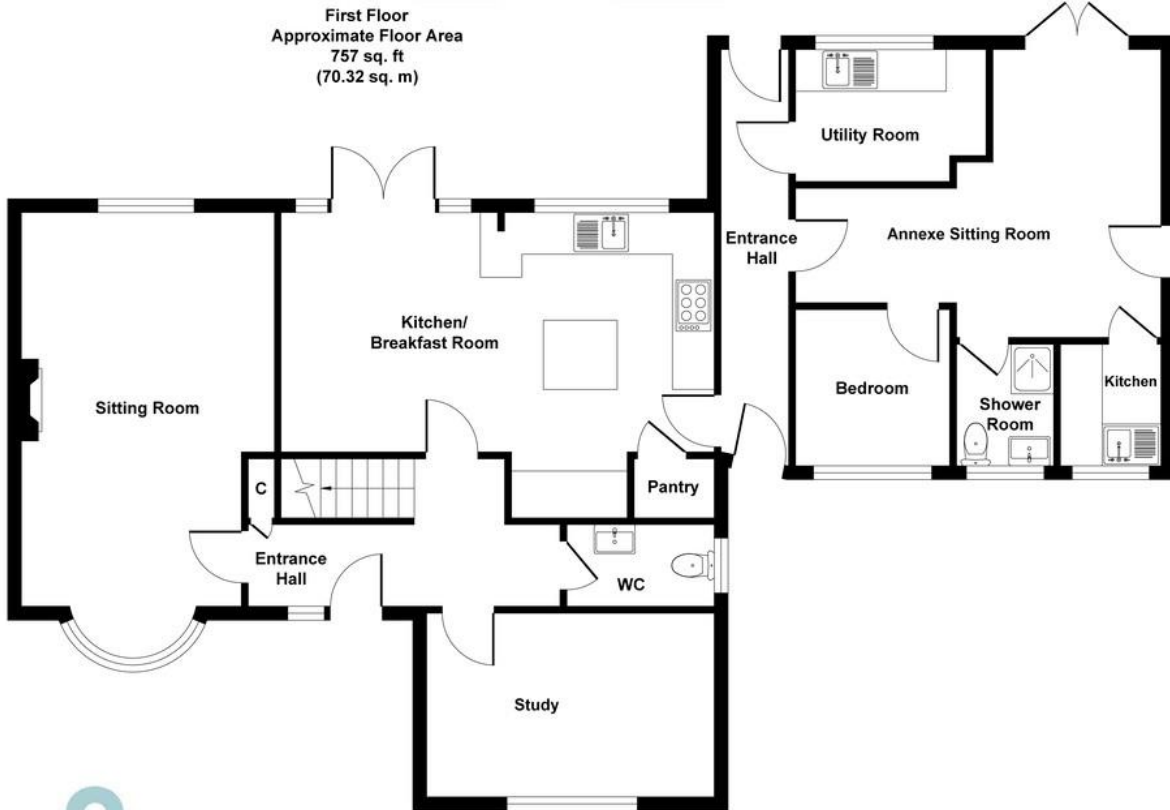 First Floor
Approximate Floor Area
757 sq. ft
(70.32 sq. m)
Utility Room
Entrance
Hall
Annexe Sitting Room
Kitchen/
Breakfast Room
Sitting Room
Bedroom
Shower
Room
Kitchen
C
Pantry
Entrance
Hall
WC
Study